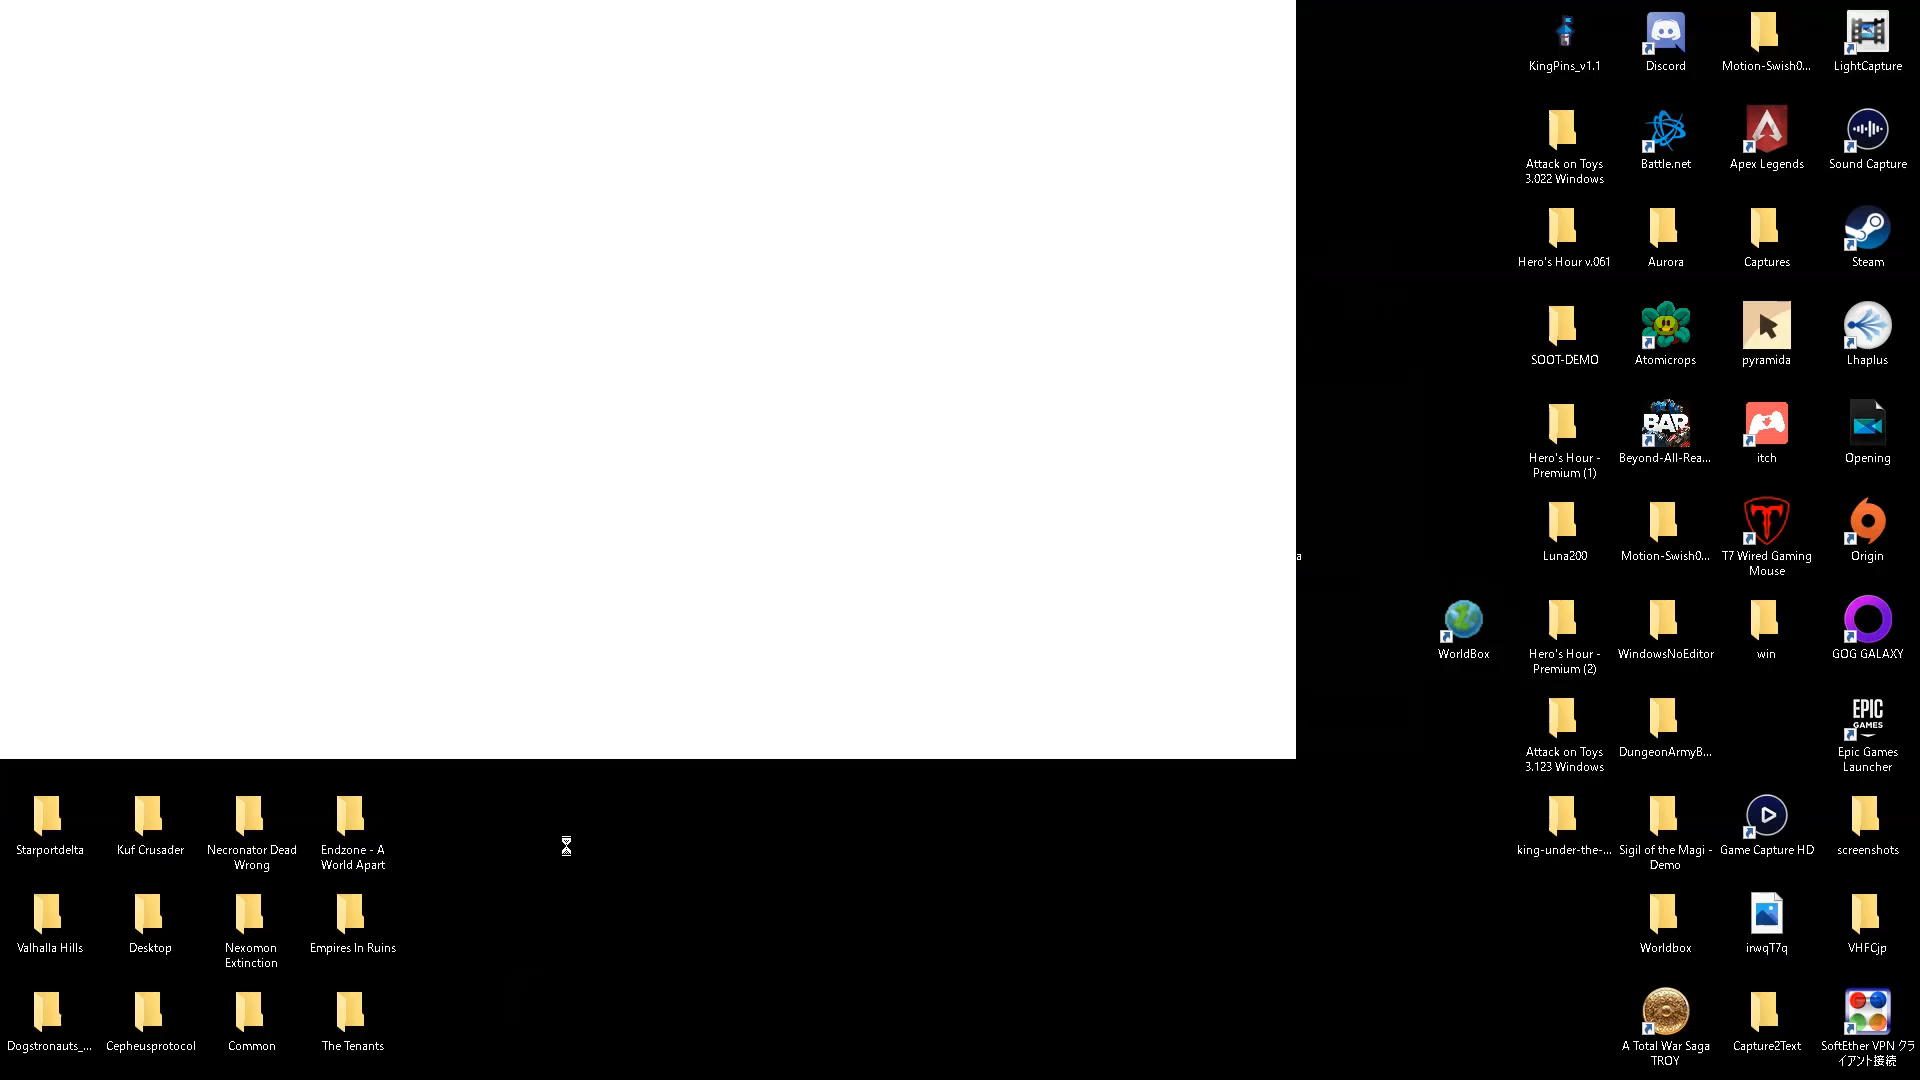 KingPins_v1.1
Discord
Motion-Swish0...
LightCapture
Attack on Toys
3.022 Windows
Battle.net
Apex Legends
Sound Capture
Hero's Hour v.061
Aurora
Captures
Steam
SOOT-DEMO
Atomicrops
pyramida
Lhaplus
BAR
Hero's Hour -
Premium (1)
Beyond-All-Rea...
itch
Opening
a
Luna200
Motion-Swish0...
T7 Wired Gaming
Mouse
Origin
WorldBox
Hero's Hour -
Premium (2)
WindowsNoEditor
win
GOG GALAXY
EPIC
GAMES
Attack on Toys
3.123 Windows
DungeonArmyB...
Epic Games
Launcher
Starportdelta
Kuf Crusader
Necronator Dead
Wrong
Endzone - A
World Apart
king-under-the-...
Sigil of the Magi -
Demo
Game Capture HD
screenshots
Valhalla Hills
Desktop
Nexomon
Extinction
Empires In Ruins
Worldbox
irwqT7q
VHFCjp
Dogstronauts_...
Cepheusprotocol
Common
The Tenants
A Total War Saga
TROY
Capture2Text
SoftEther VPN クラ
イアント接続